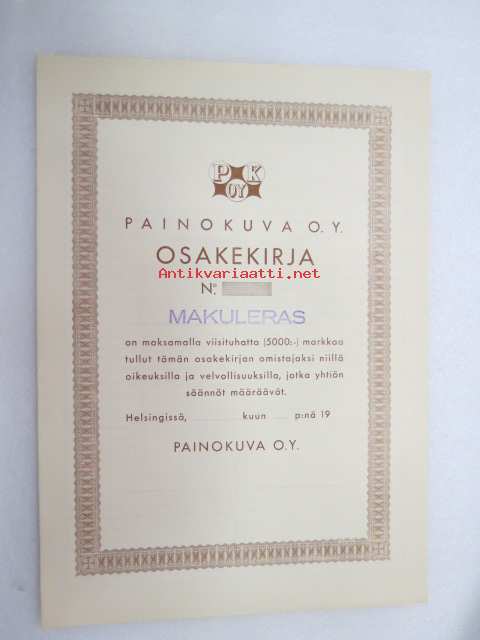 P K
OY
PAINOKUVA O.Y.
OSAKEKIRJA
Antikvariaatti.net
No
MAKULERAS
on maksamalla viisituhatta (5000:-) markkaa
tullut tämän osakekirjan omistajaksi niillä
oikeuksilla ja velvollisuuksilla, jotka yhtiön
säännöt määräävät.
Helsingissä, kuun p:nä 19
PAINOKUVA O.Y.